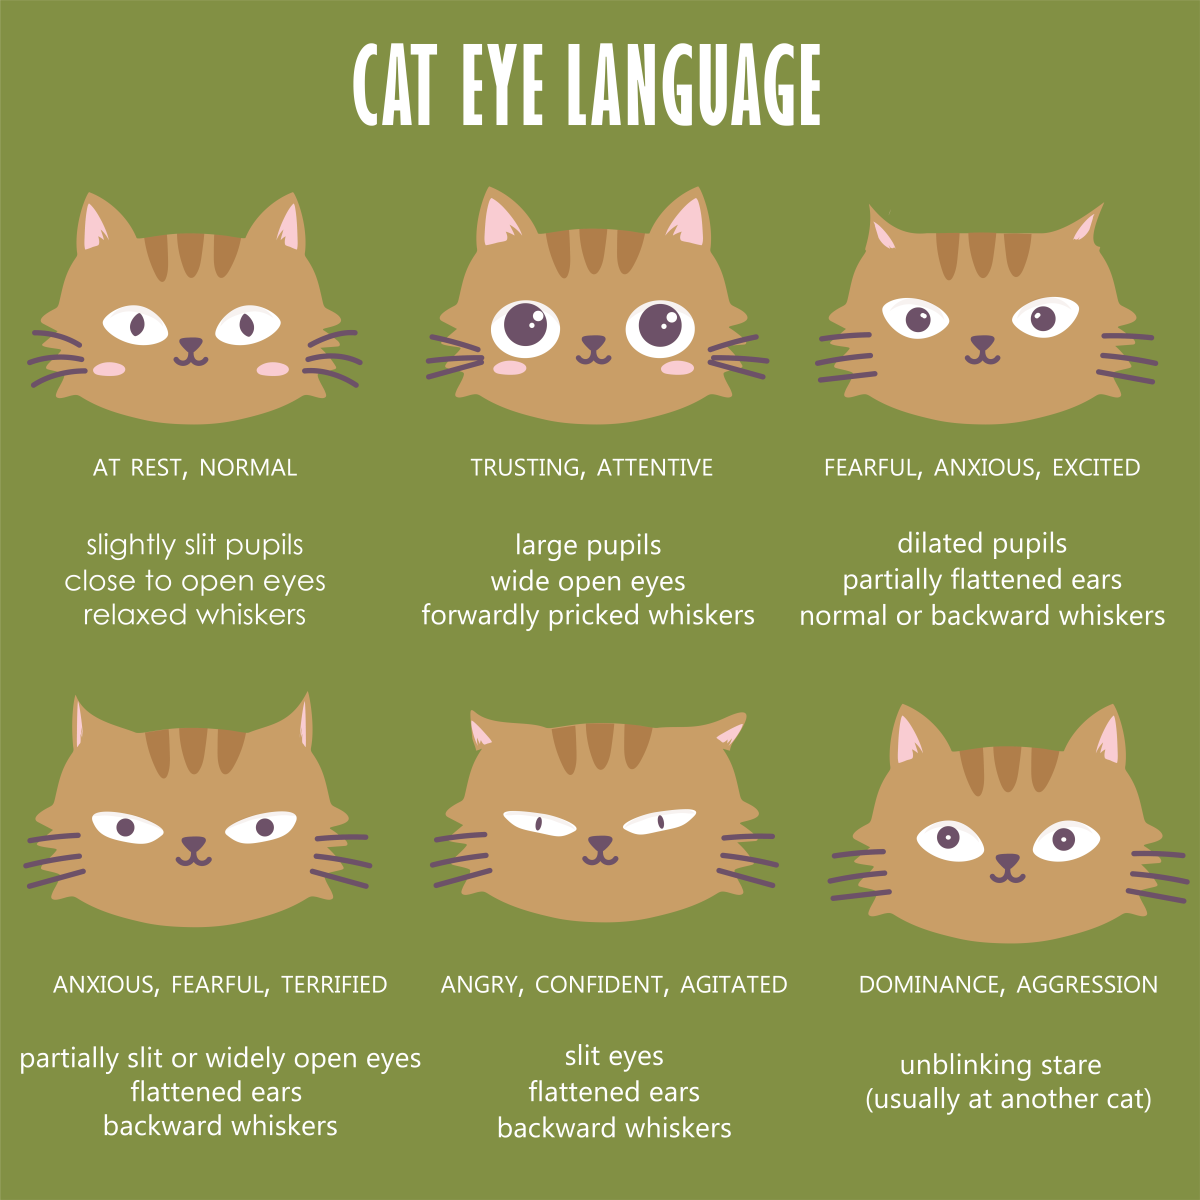 CAT EYE LANGUAGE
AT REST, NORMAL
slightly slit pupils
close to open eyes
relaxed whiskers
TRUSTING, ATTENTIVE
large pupils
wide open eyes
forwardly pricked whiskers
FEARFUL, ANXIOUS, EXCITED
dilated pupils
partially flattened ears
normal or backward whiskers
ANXIOUS, FEARFUL, TERRIFIED
partially slit or widely open eyes
flattened ears
backward whiskers
ANGRY, CONFIDENT, AGITATED
slit eyes
flattened ears
backward whiskers
DOMINANCE, AGGRESSION
unblinking stare
(usually at another cat)